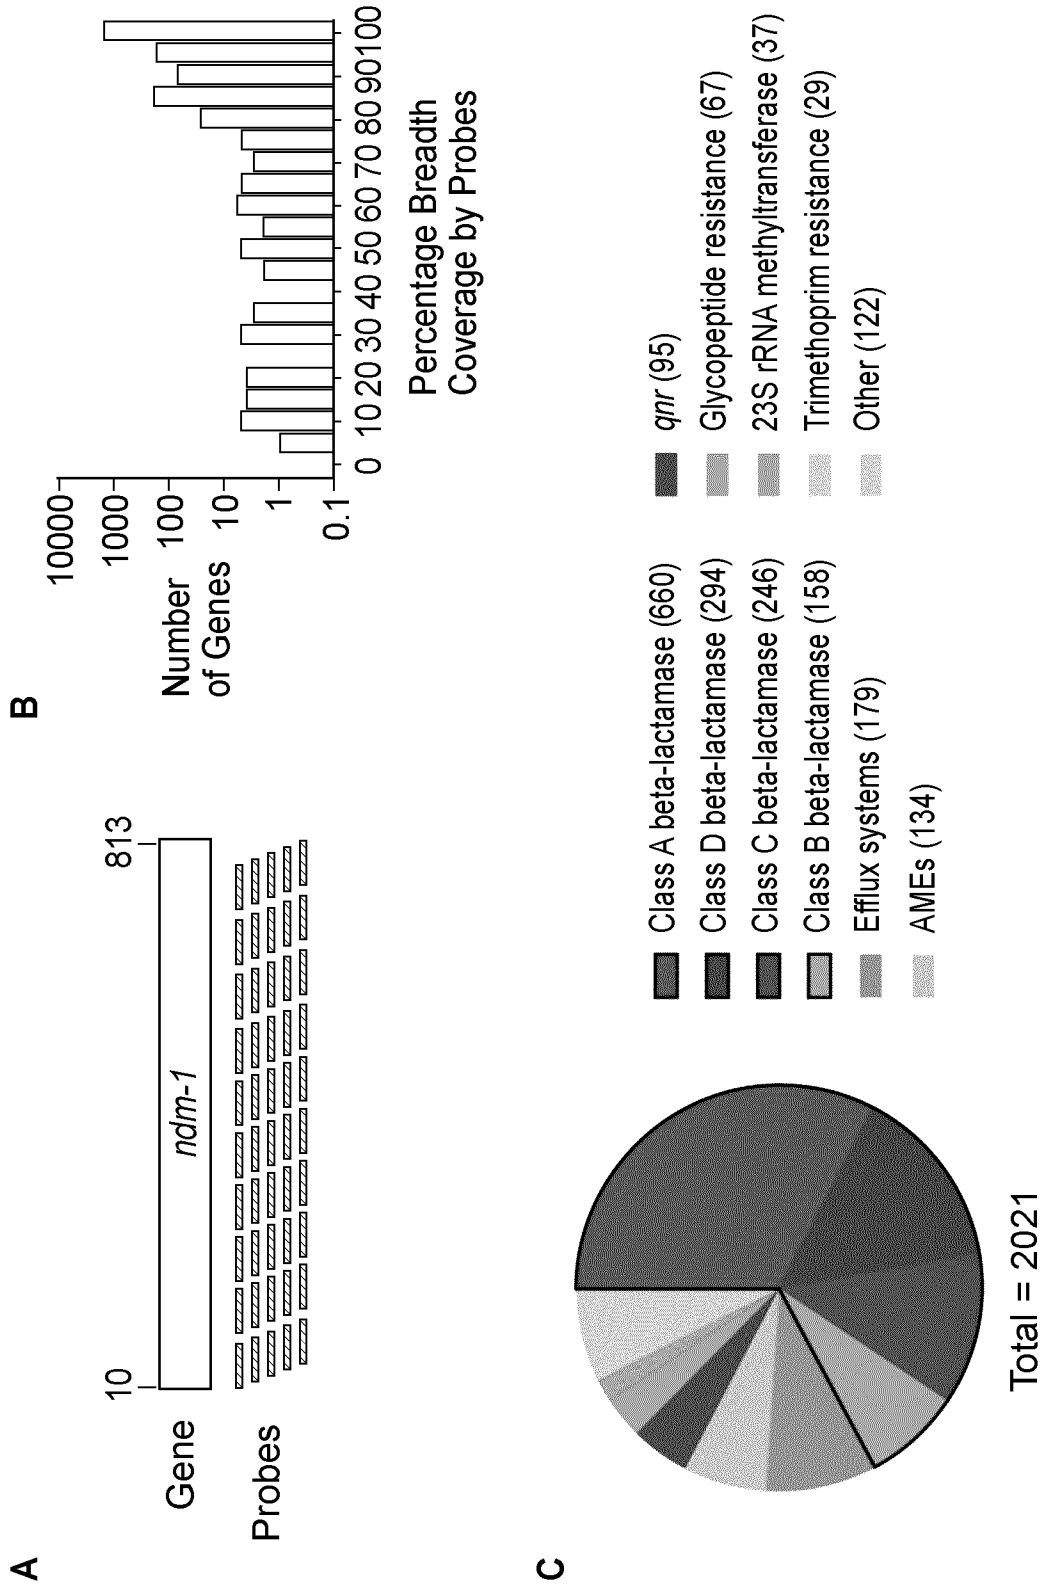 A
10
813
Gene
ndm-1
Probes
B
Number
of Genes
10000
1000
100
10
1
0.1
0 10 20 30 40 50 60 70 80 90 100
Percentage Breadth
Coverage by Probes
C
Total = 2021
Class A beta-lactamase (660)
Class D beta-lactamase (294)
Class C beta-lactamase (246)
Class B beta-lactamase (158)
Efflux systems (179)
AMEs (134)
qnr (95)
Glycopeptide resistance (67)
23S rRNA methyltransferase (37)
Trimethoprim resistance (29)
Other (122)